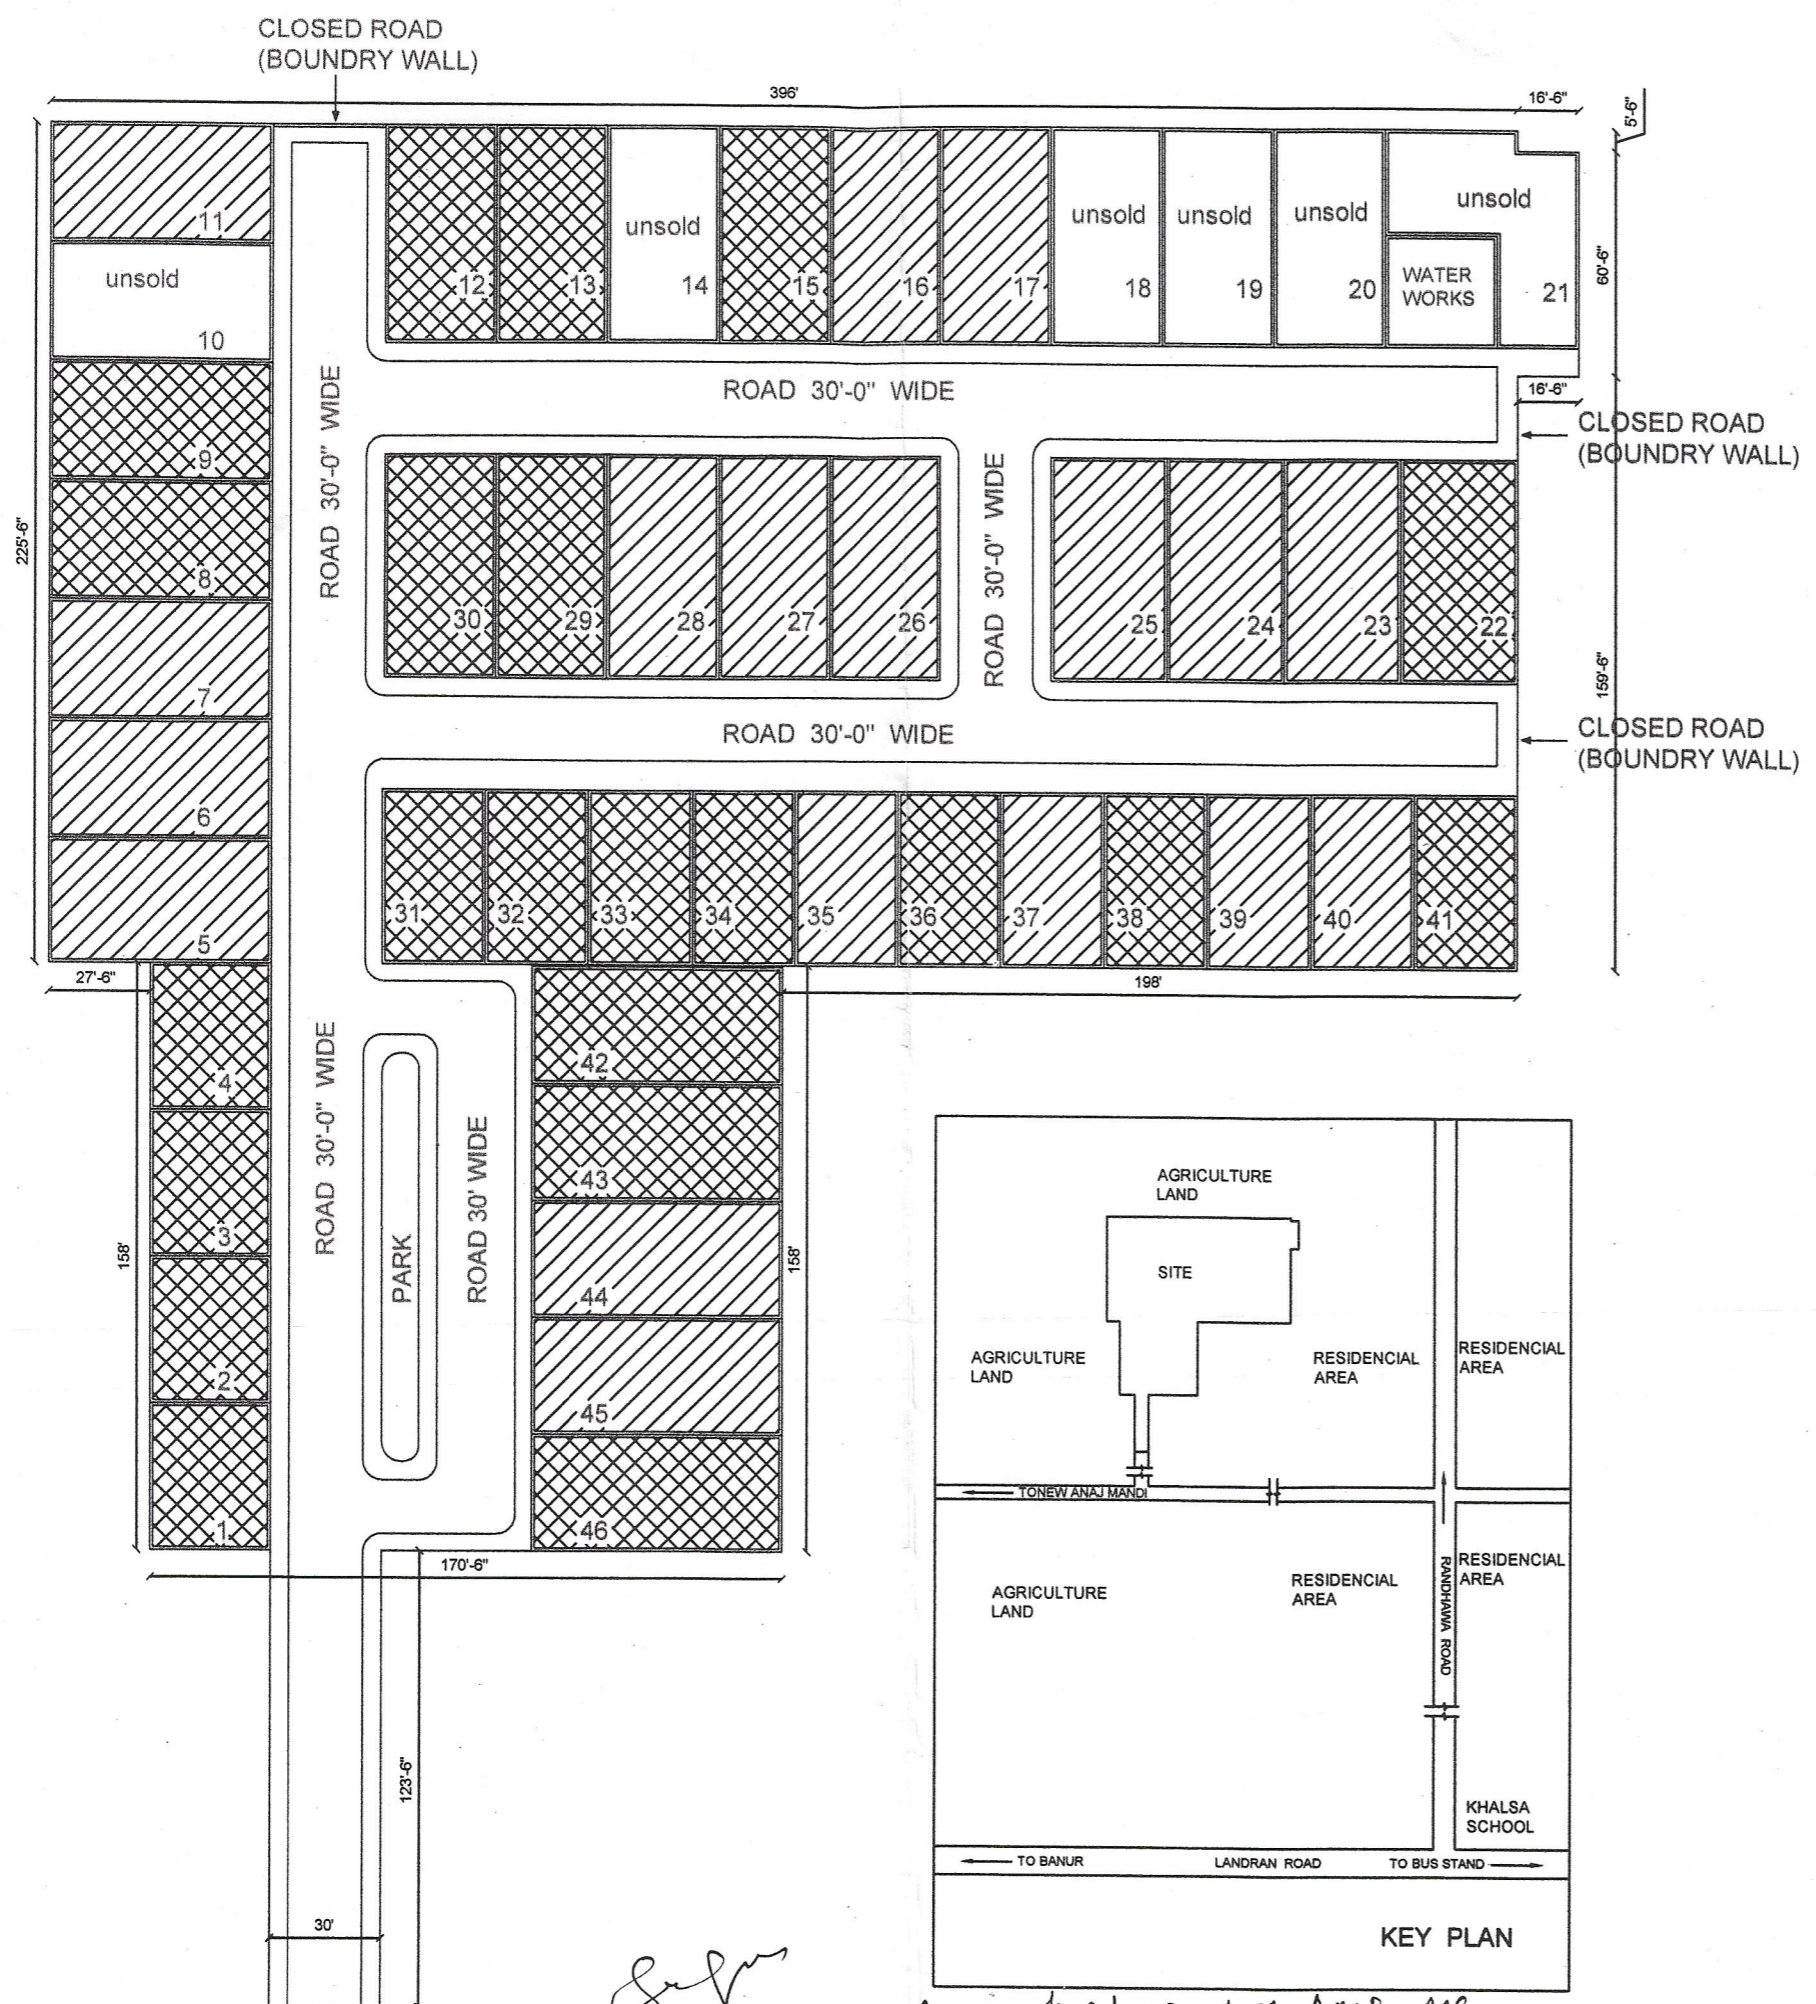 CLOSED ROAD
(BOUNDRY WALL)
396'
16'-6"
5'-6"
225'-6"
11
unsold
10
9
8
7
6
5
12
13
unsold
14
15
16
17
unsold
18
unsold
19
unsold
20
unsold
WATER
WORKS
21
60'-6"
ROAD 30'-0" WIDE
ROAD 30'-0" WIDE
16'-6"
CLOSED ROAD
(BOUNDRY WALL)
30
29
28
27
26
ROAD 30'-0" WIDE
25
24
23
22
159'-6"
ROAD 30'-0" WIDE
CLOSED ROAD
(BOUNDRY WALL)
31
32
33
34
35
36
37
38
39
40
41
27'-6"
198'
4
3
2
1
158'
ROAD 30'-0" WIDE
PARK
ROAD 30' WIDE
42
43
44
45
46
158'
170'-6"
123'-6"
30'
AGRICULTURE
LAND
SITE
AGRICULTURE
LAND
RESIDENCIAL
AREA
RESIDENCIAL
AREA
TONEW ANAJ MANDI
AGRICULTURE
LAND
RESIDENCIAL
AREA
RANDHAWA ROAD
RESIDENCIAL
AREA
KHALSA
SCHOOL
TO BANUR
LANDRAN ROAD
TO BUS STAND
KEY PLAN